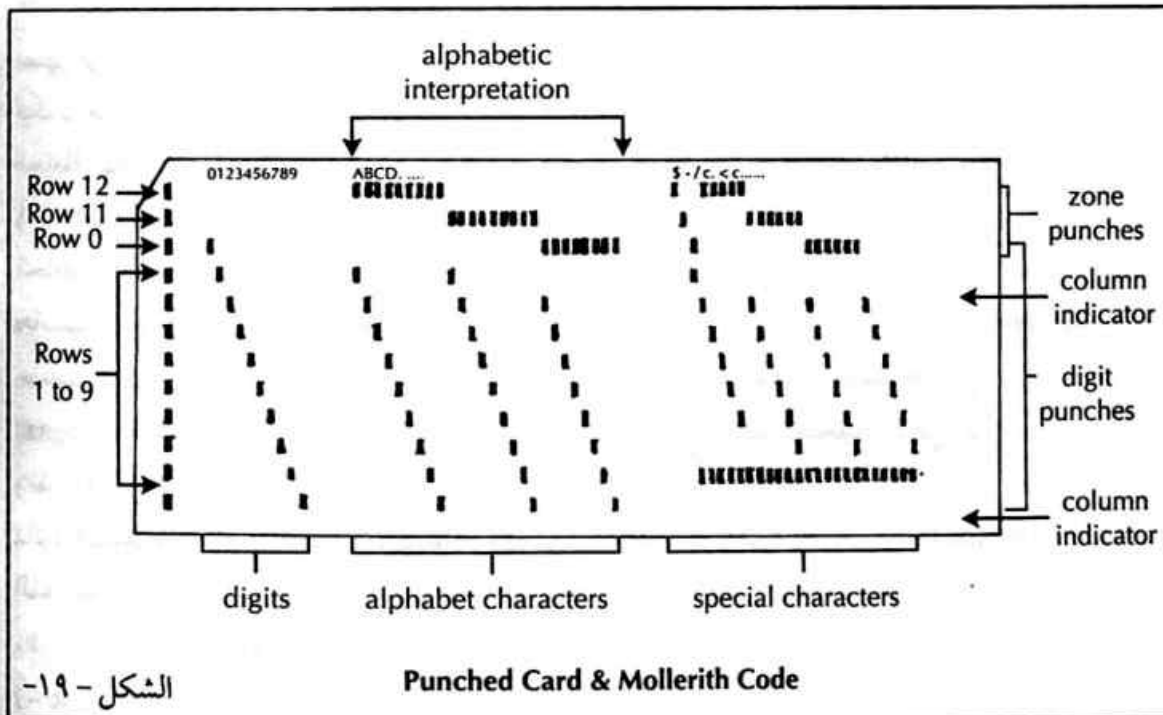 alphabetic
interpretation
0123456789
ABCD. ....
$ - / c. < c......
Row 12
Row 11
Row 0
Rows
1 to 9
zone
punches
column
indicator
digit
punches
column
indicator
digits
alphabet characters
special characters
الشكل - ١٩-
Punched Card & Mollerith Code